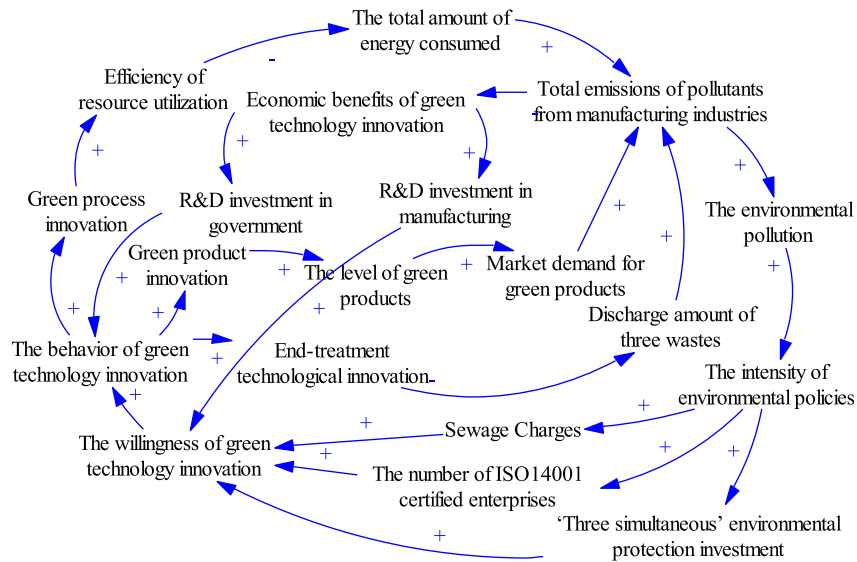 The total amount of
energy consumed
+
-
Efficiency of
resource utilization
Economic benefits of green
technology innovation
Total emissions of pollutants
from manufacturing industries
-
+
+
+
+
Green process
innovation
R&D investment in
government
R&D investment in
manufacturing
The environmental
pollution
+
+
Green product
innovation
+
The level of green
products
+
Market demand for
green products
+
+
+
+
+
Discharge amount of
three wastes
The behavior of green
technology innovation
+
End-treatment
technological innovation
-
The intensity of
environmental policies
+
+
+
Sewage Charges
The willingness of green
technology innovation
+
+
+
The number of ISO14001
certified enterprises
‘Three simultaneous’ environmental
protection investment
+